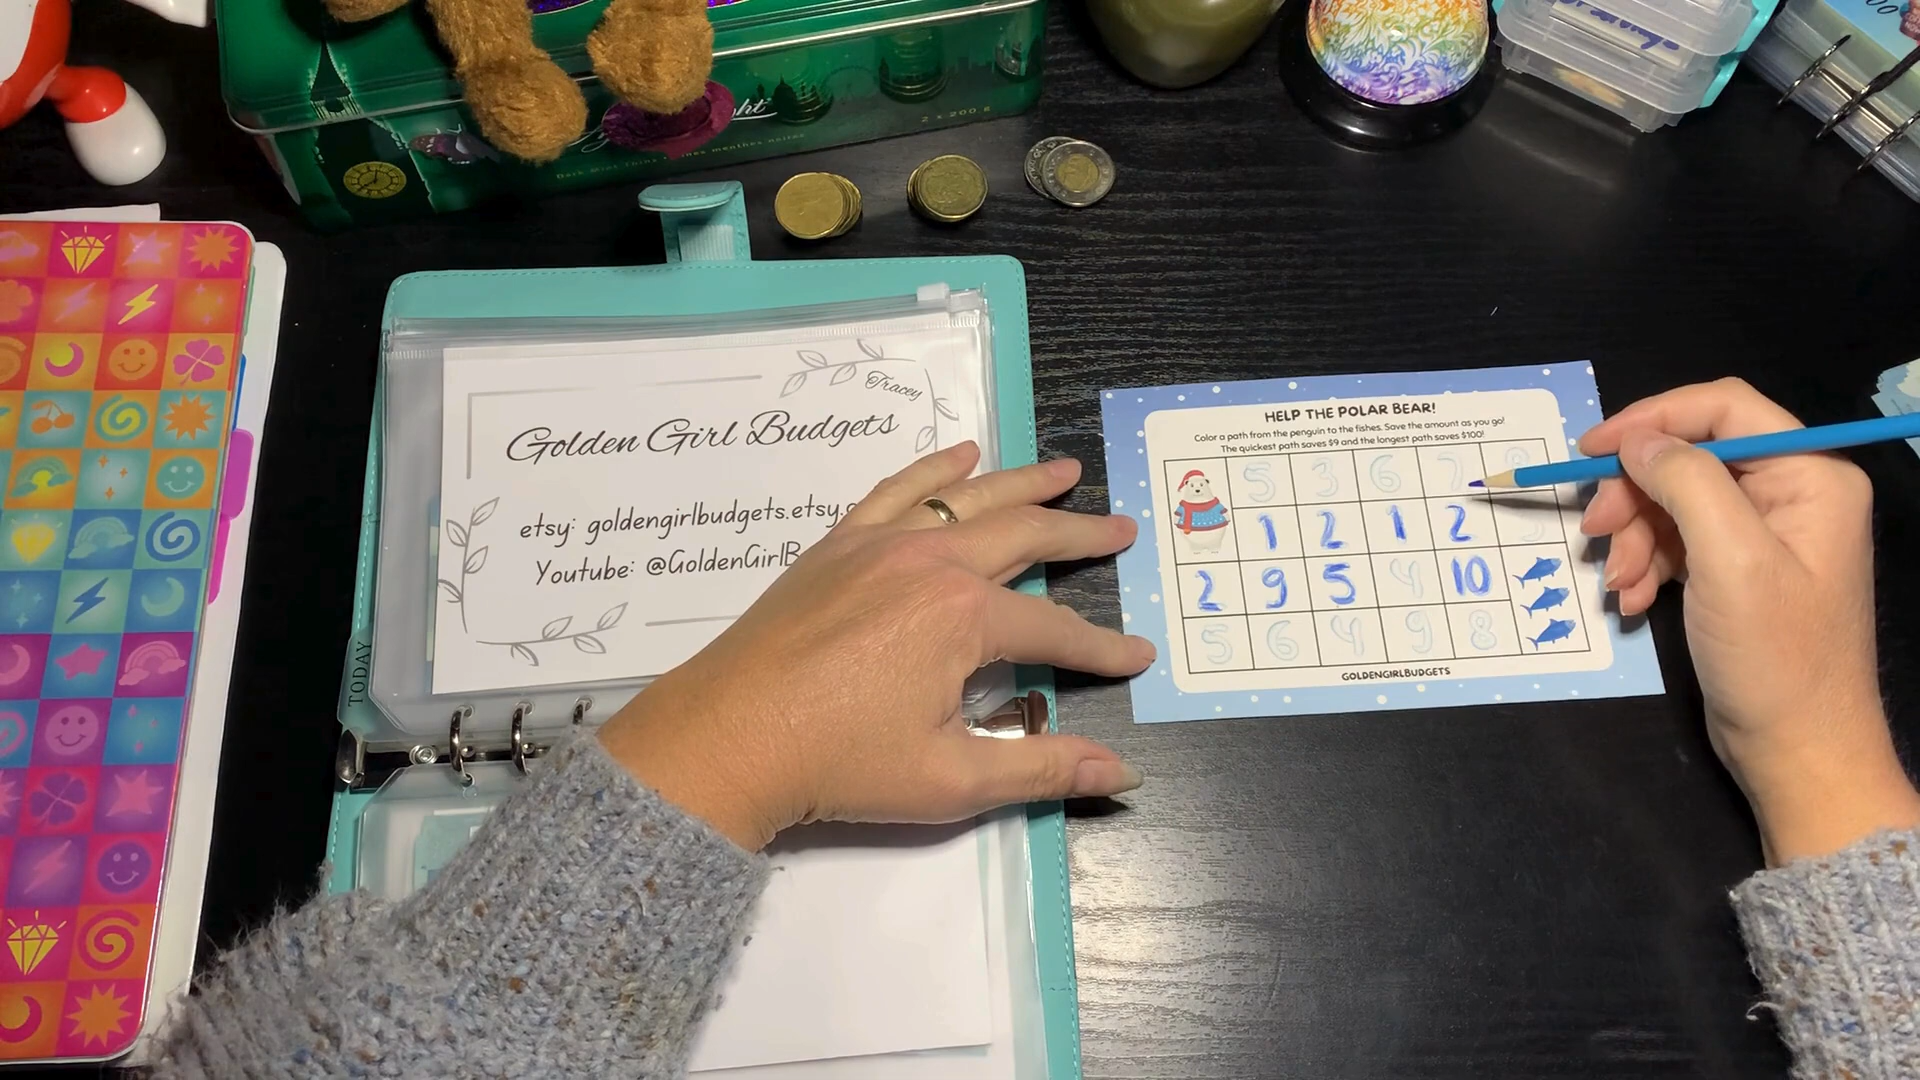 2 x 200 g
Tracey
Golden Girl Budgets
etsy: goldengirlbudgets.etsy.
Youtube: @GoldenGirlB
TODAY
HELP THE POLAR BEAR!
Color a path from the penguin to the fishes. Save the amount as you go!
The quickest path saves $9 and the longest path saves $100!
5 3 6 7
1 2 1 2
2 9 5 4 10
5 6 4 9 8
GOLDENGIRLBUDGETS